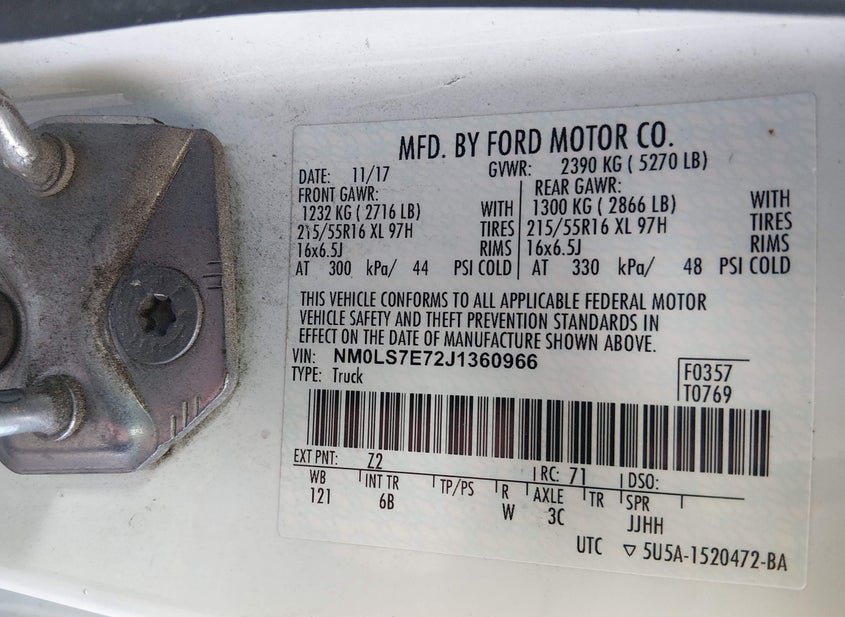 MFD. BY FORD MOTOR CO.
DATE: 11/17 GVWR: 2390 KG ( 5270 LB)
FRONT GAWR: REAR GAWR:
1232 KG ( 2716 LB) WITH 1300 KG ( 2866 LB) WITH
215/55R16 XL 97H TIRES 215/55R16 XL 97H TIRES
16x6.5J RIMS 16x6.5J RIMS
AT 300 kPa/ 44 PSI COLD AT 330 kPa/ 48 PSI COLD
THIS VEHICLE CONFORMS TO ALL APPLICABLE FEDERAL MOTOR
VEHICLE SAFETY AND THEFT PREVENTION STANDARDS IN
EFFECT ON THE DATE OF MANUFACTURE SHOWN ABOVE.
VIN: NM0LS7E72J1360966
TYPE: Truck
F0357
T0769
EXT PNT: Z2 RC: 71 DSO:
WB INT TR TP/PS R AXLE TR SPR
121 6B W 3C JJHH
UTC ▽ 5U5A-1520472-BA